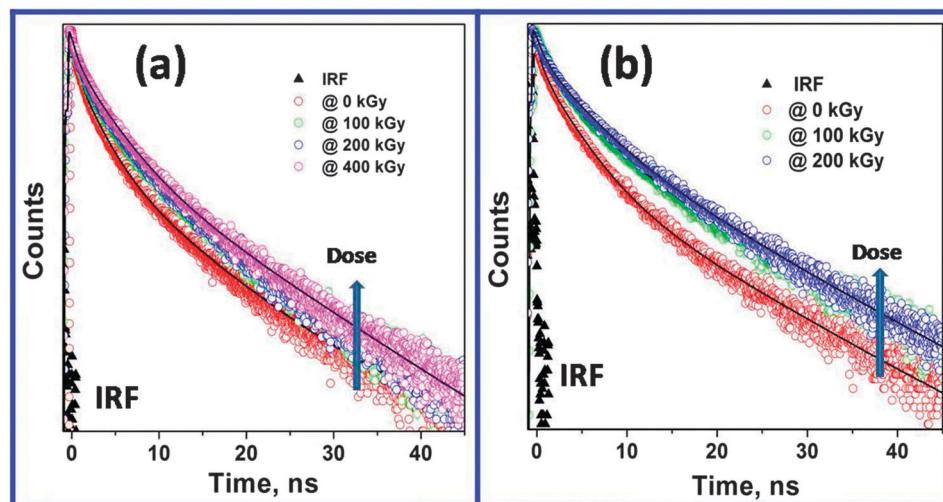 (a)
IRF
@ 0 kGy
@ 100 kGy
@ 200 kGy
@ 400 kGy
Counts
Dose
IRF
0 10 20 30 40
Time, ns
(b)
IRF
@ 0 kGy
@ 100 kGy
@ 200 kGy
Counts
Dose
IRF
0 10 20 30 40
Time, ns